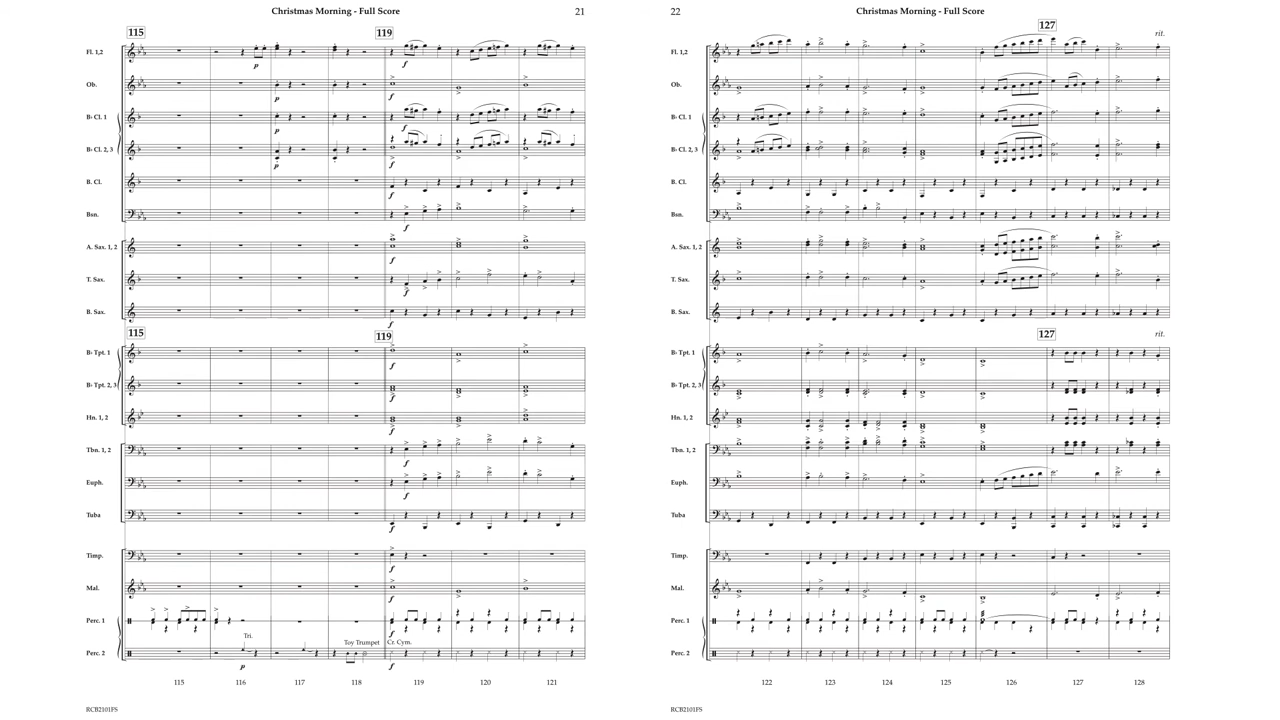 Christmas Morning - Full Score
21
115
119
Fl. 1,2
p
f
Ob.
p
f
B♭ Cl. 1
p
f
B♭ Cl. 2, 3
p
f
B. Cl.
f
Bsn.
f
A. Sax. 1, 2
f
T. Sax.
f
B. Sax.
f
115
119
B♭ Tpt. 1
f
B♭ Tpt. 2, 3
f
Hn. 1, 2
f
Tbn. 1, 2
f
Euph.
f
Tuba
f
Timp.
f
Mal.
f
Perc. 1
f
Tri.
Toy Trumpet
Cr. Cym.
Perc. 2
p
f
115 116 117 118 119 120 121
RCB2101FS
22
Christmas Morning - Full Score
127
rit.
Fl. 1,2
Ob.
B♭ Cl. 1
B♭ Cl. 2, 3
B. Cl.
Bsn.
A. Sax. 1, 2
T. Sax.
B. Sax.
127
rit.
B♭ Tpt. 1
B♭ Tpt. 2, 3
Hn. 1, 2
Tbn. 1, 2
Euph.
Tuba
Timp.
Mal.
Perc. 1
Perc. 2
122 123 124 125 126 127 128
RCB2101FS